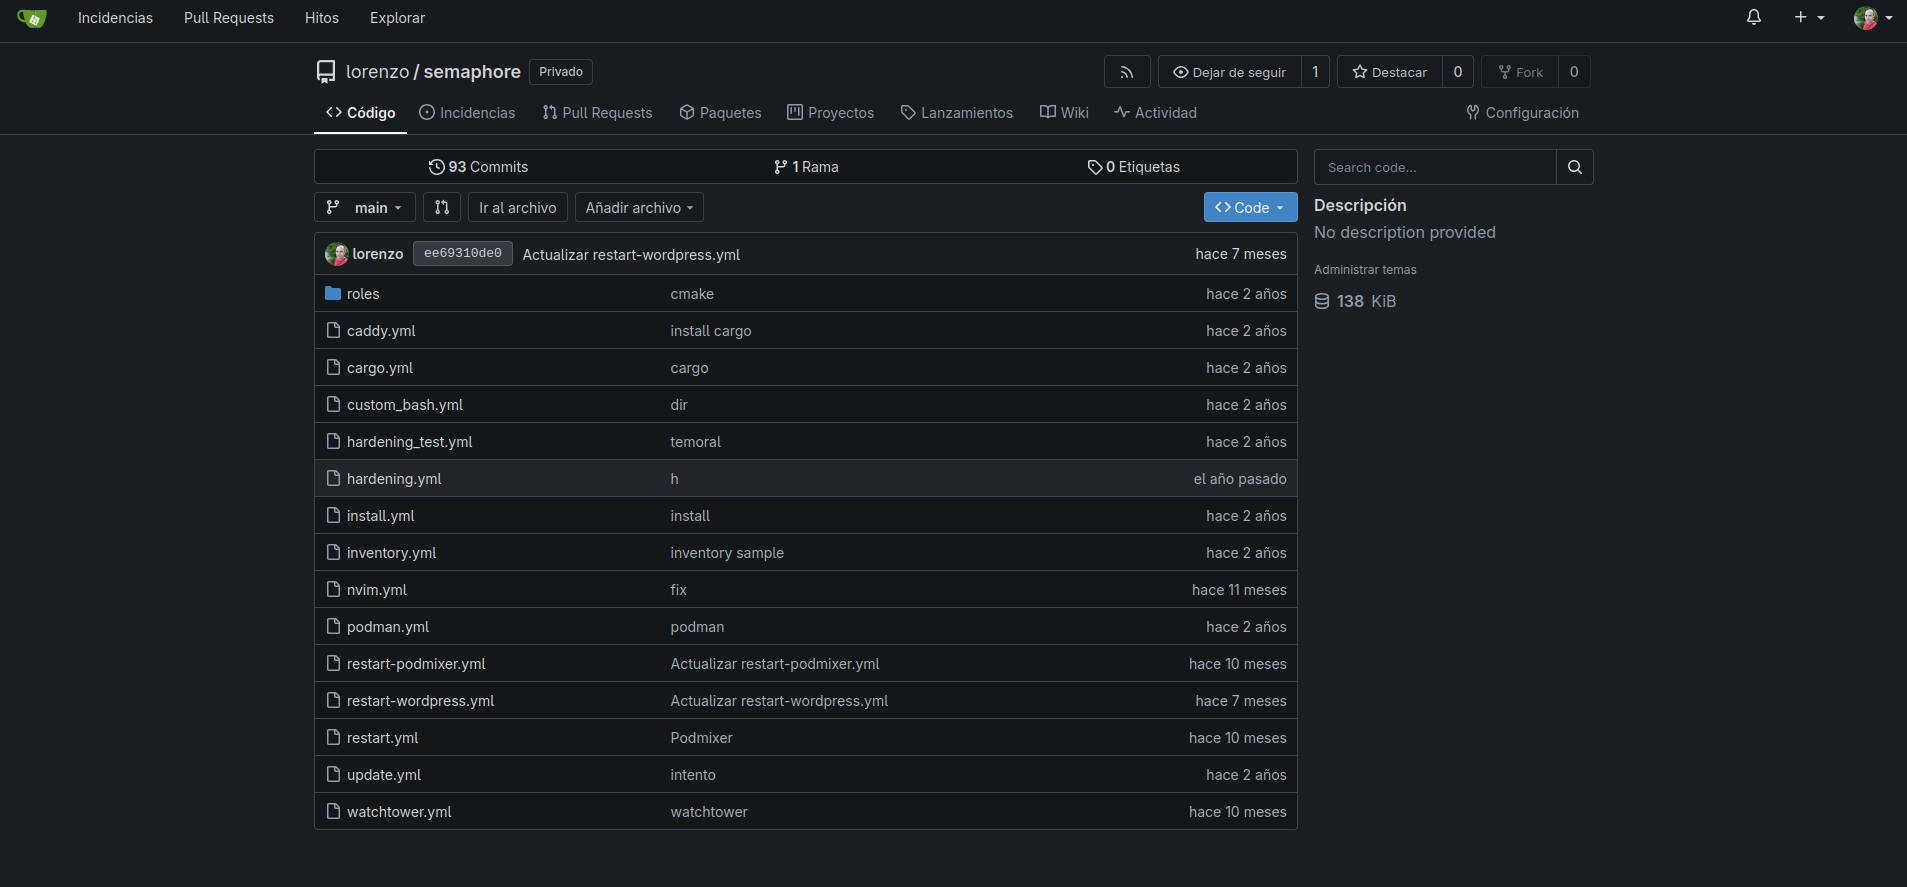 Incidencias Pull Requests Hitos Explorar
lorenzo / semaphore Privado
Dejar de seguir 1 Destacar 0 Fork 0
Código Incidencias Pull Requests Paquetes Proyectos Lanzamientos Wiki Actividad Configuración
93 Commits 1 Rama 0 Etiquetas
Search code...
main Ir al archivo Añadir archivo Code
Descripción
No description provided
Administrar temas
138 KiB
lorenzo ee69310de0 Actualizar restart-wordpress.yml hace 7 meses
roles cmake hace 2 años
caddy.yml install cargo hace 2 años
cargo.yml cargo hace 2 años
custom_bash.yml dir hace 2 años
hardening_test.yml temoral hace 2 años
hardening.yml h el año pasado
install.yml install hace 2 años
inventory.yml inventory sample hace 2 años
nvim.yml fix hace 11 meses
podman.yml podman hace 2 años
restart-podmixer.yml Actualizar restart-podmixer.yml hace 10 meses
restart-wordpress.yml Actualizar restart-wordpress.yml hace 7 meses
restart.yml Podmixer hace 10 meses
update.yml intento hace 2 años
watchtower.yml watchtower hace 10 meses